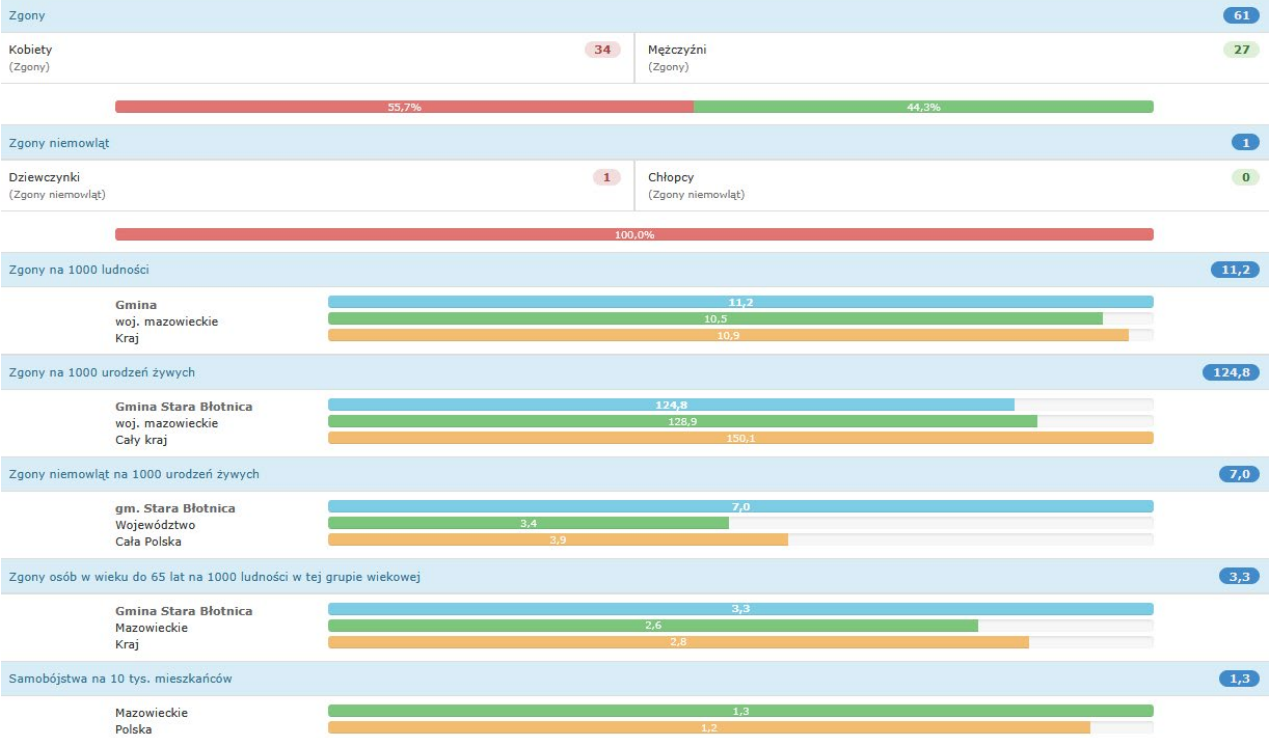 Zgony 61
Kobiety 34 Mężczyźni 27
(Zgony) (Zgony)
55,7% 44,3%
Zgony niemowląt 1
Dziewczynki 1 Chłopcy 0
(Zgony niemowląt) (Zgony niemowląt)
100,0%
Zgony na 1000 ludności 11,2
Gmina 11,2
woj. mazowieckie 10,5
Kraj 10,9
Zgony na 1000 urodzeń żywych 124,8
Gmina Stara Błotnica 124,8
woj. mazowieckie 128,9
Cały kraj 150,1
Zgony niemowląt na 1000 urodzeń żywych 7,0
gm. Stara Błotnica 7,0
Województwo 3,4
Cała Polska 3,9
Zgony osób w wieku do 65 lat na 1000 ludności w tej grupie wiekowej 3,3
Gmina Stara Błotnica 3,3
Mazowieckie 2,6
Kraj 2,8
Samobójstwa na 10 tys. mieszkańców 1,3
Mazowieckie 1,3
Polska 1,2